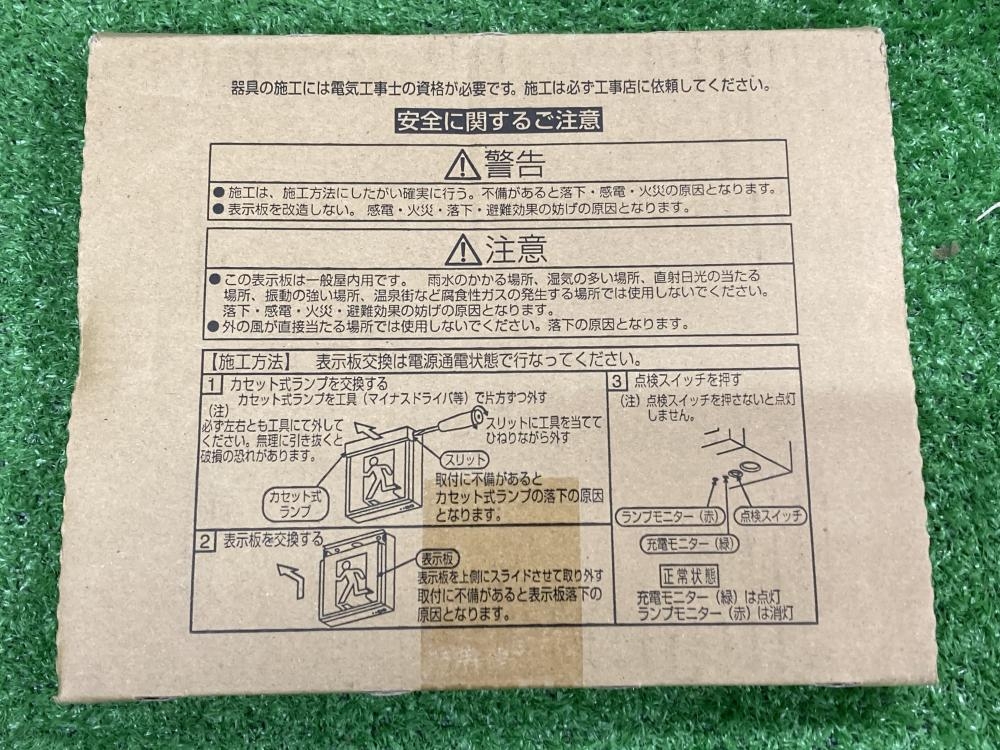 器具の施工には電気工事士の資格が必要です。施工は必ず工事店に依頼してください。
安全に関するご注意
警告
●施工は、施工方法にしたがい確実に行う。不備があると落下・感電・火災の原因となります。
●表示板を改造しない。 感電・火災・落下・避難効果の妨げの原因となります。
注意
●この表示板は一般屋内用です。 雨水のかかる場所、湿気の多い場所、直射日光の当たる
場所、振動の強い場所、温泉街など腐食性ガスの発生する場所では使用しないでください。
落下・感電・火災・避難効果の妨げの原因となります。
●外の風が直接当たる場所では使用しないでください。落下の原因となります。
【施工方法】 表示板交換は電源通電状態で行なってください。
1 カセット式ランプを交換する
カセット式ランプを工具（マイナスドライバ等）で片方ずつ外す
（注）
必ず左右とも工具にて外して
ください。無理に引き抜くと
破損の恐れがあります。
スリットに工具を当てて
ひねりながら外す
スリット
取付に不備があると
カセット式ランプの落下の原因
となります。
カセット式
ランプ
2 表示板を交換する
表示板
表示板を上側にスライドさせて取り外す
取付に不備があると表示板落下の
原因となります。
3 点検スイッチを押す
（注）点検スイッチを押さないと点灯
しません。
ランプモニター（赤）
点検スイッチ
充電モニター（緑）
正常状態
充電モニター（緑）は点灯
ランプモニター（赤）は消灯